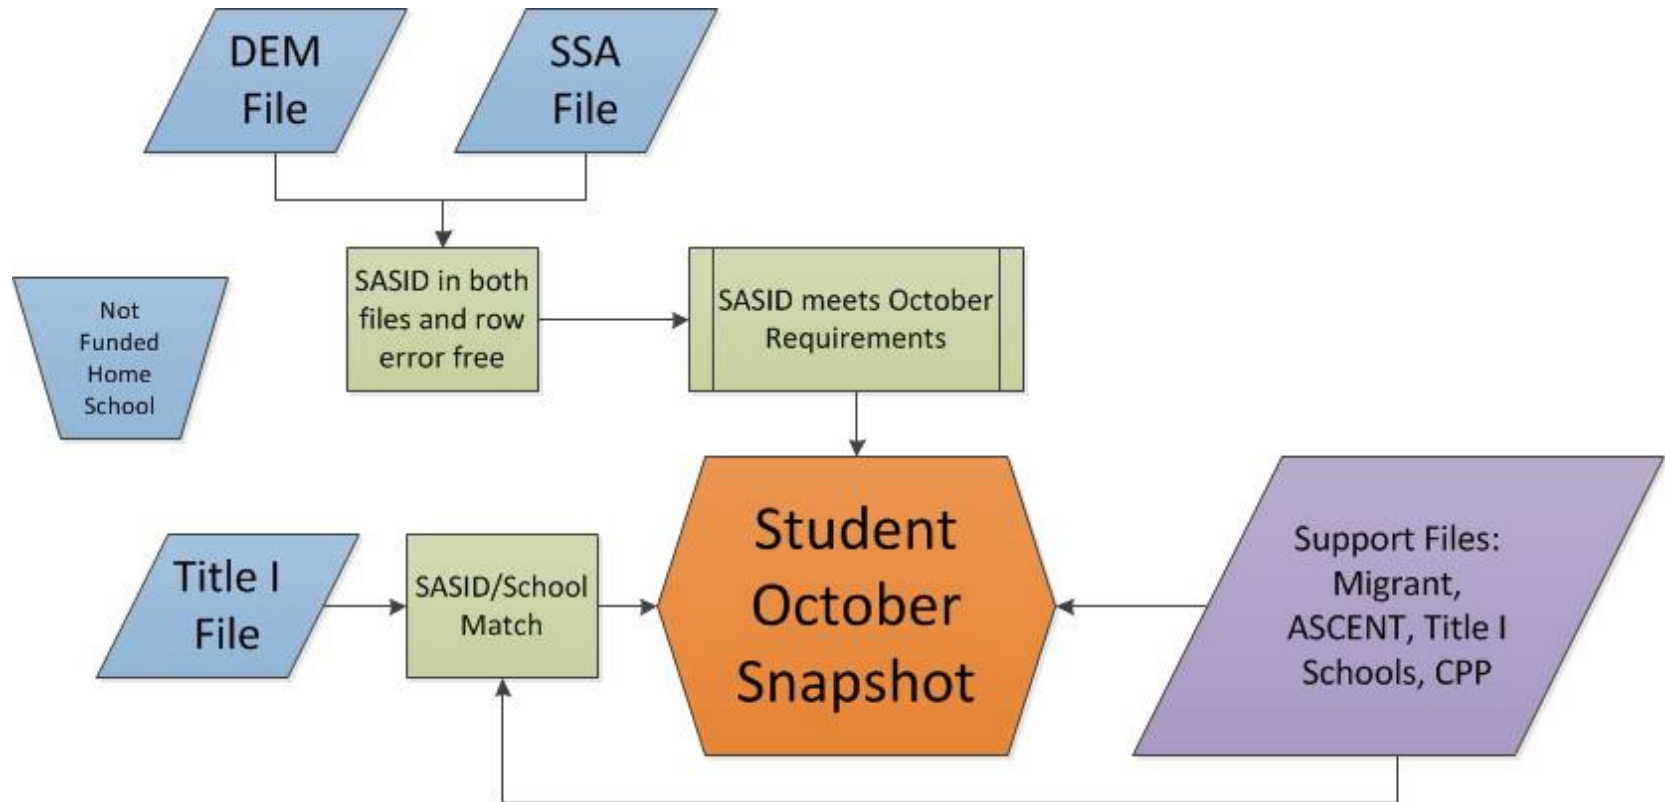 DEM
File
SSA
File
SASID in both
files and row
error free
SASID meets October
Requirements
Not
Funded
Home
School
Title I
File
SASID/School
Match
Student
October
Snapshot
Support Files:
Migrant,
ASCENT, Title I
Schools, CPP